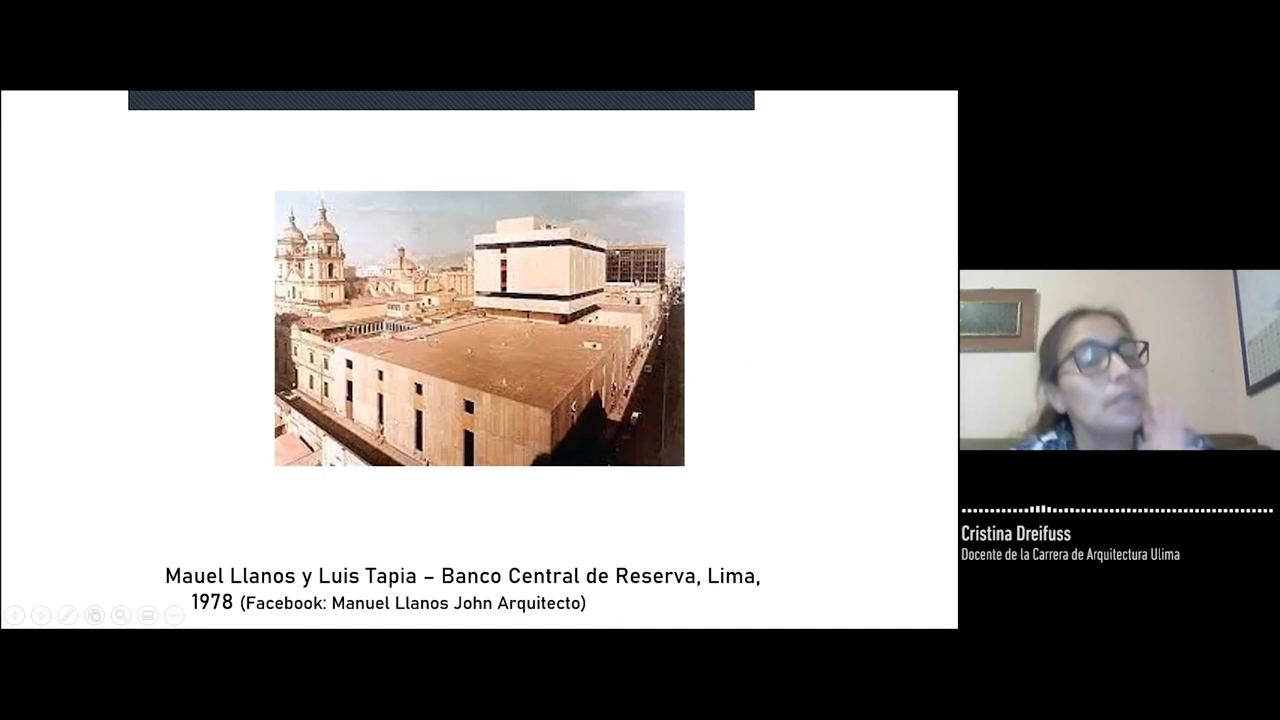 Mauel Llanos y Luis Tapia – Banco Central de Reserva, Lima,
1978 (Facebook: Manuel Llanos John Arquitecto)
Cristina Dreifuss
Docente de la Carrera de Arquitectura Ulima